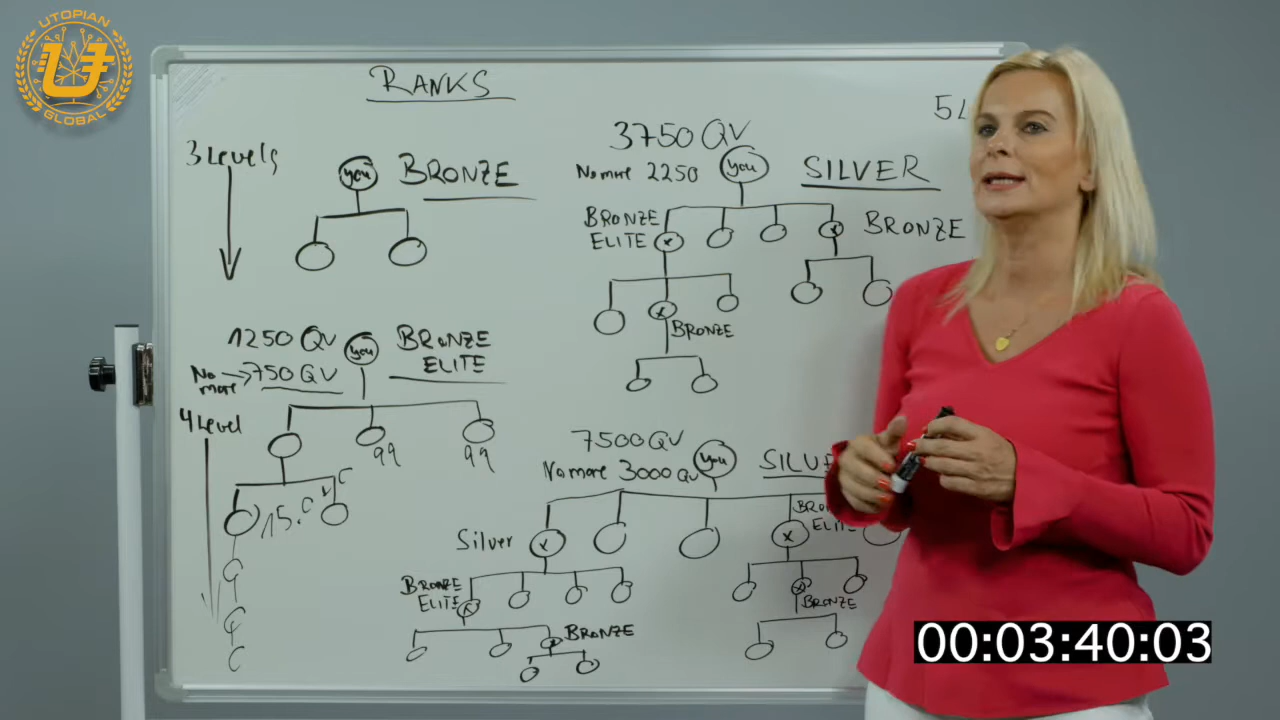 UTOPIAN
GLOBAL
RANKS
3 Levels
you BRONZE
1250 QV you BRONZE
ELITE
No more → 750 QV
4 Level
99
99
15.
3750 QV
No more 2250
you SILVER
BRONZE
ELITE
x
x BRONZE
x
BRONZE
5
7500 QV
No more 3000 QV
you
Silver x
x
BRONZE
ELITE x
x BRONZE
x
BRONZE
00:03:40:03